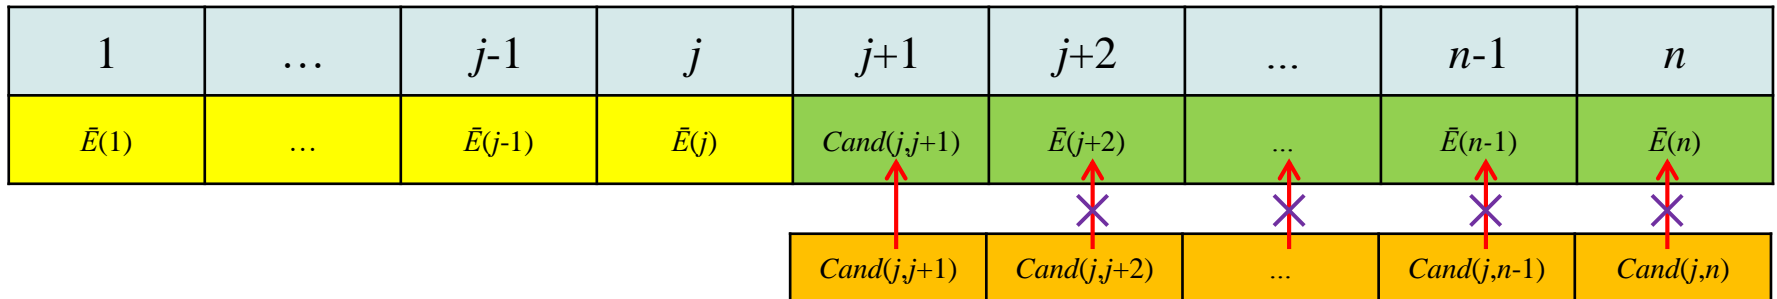 1 … j-1 j j+1 j+2 ... n-1 n
Ē(1) … Ē(j-1) Ē(j) Cand(j,j+1) Ē(j+2) ... Ē(n-1) Ē(n)
Cand(j,j+1) Cand(j,j+2) ... Cand(j,n-1) Cand(j,n)